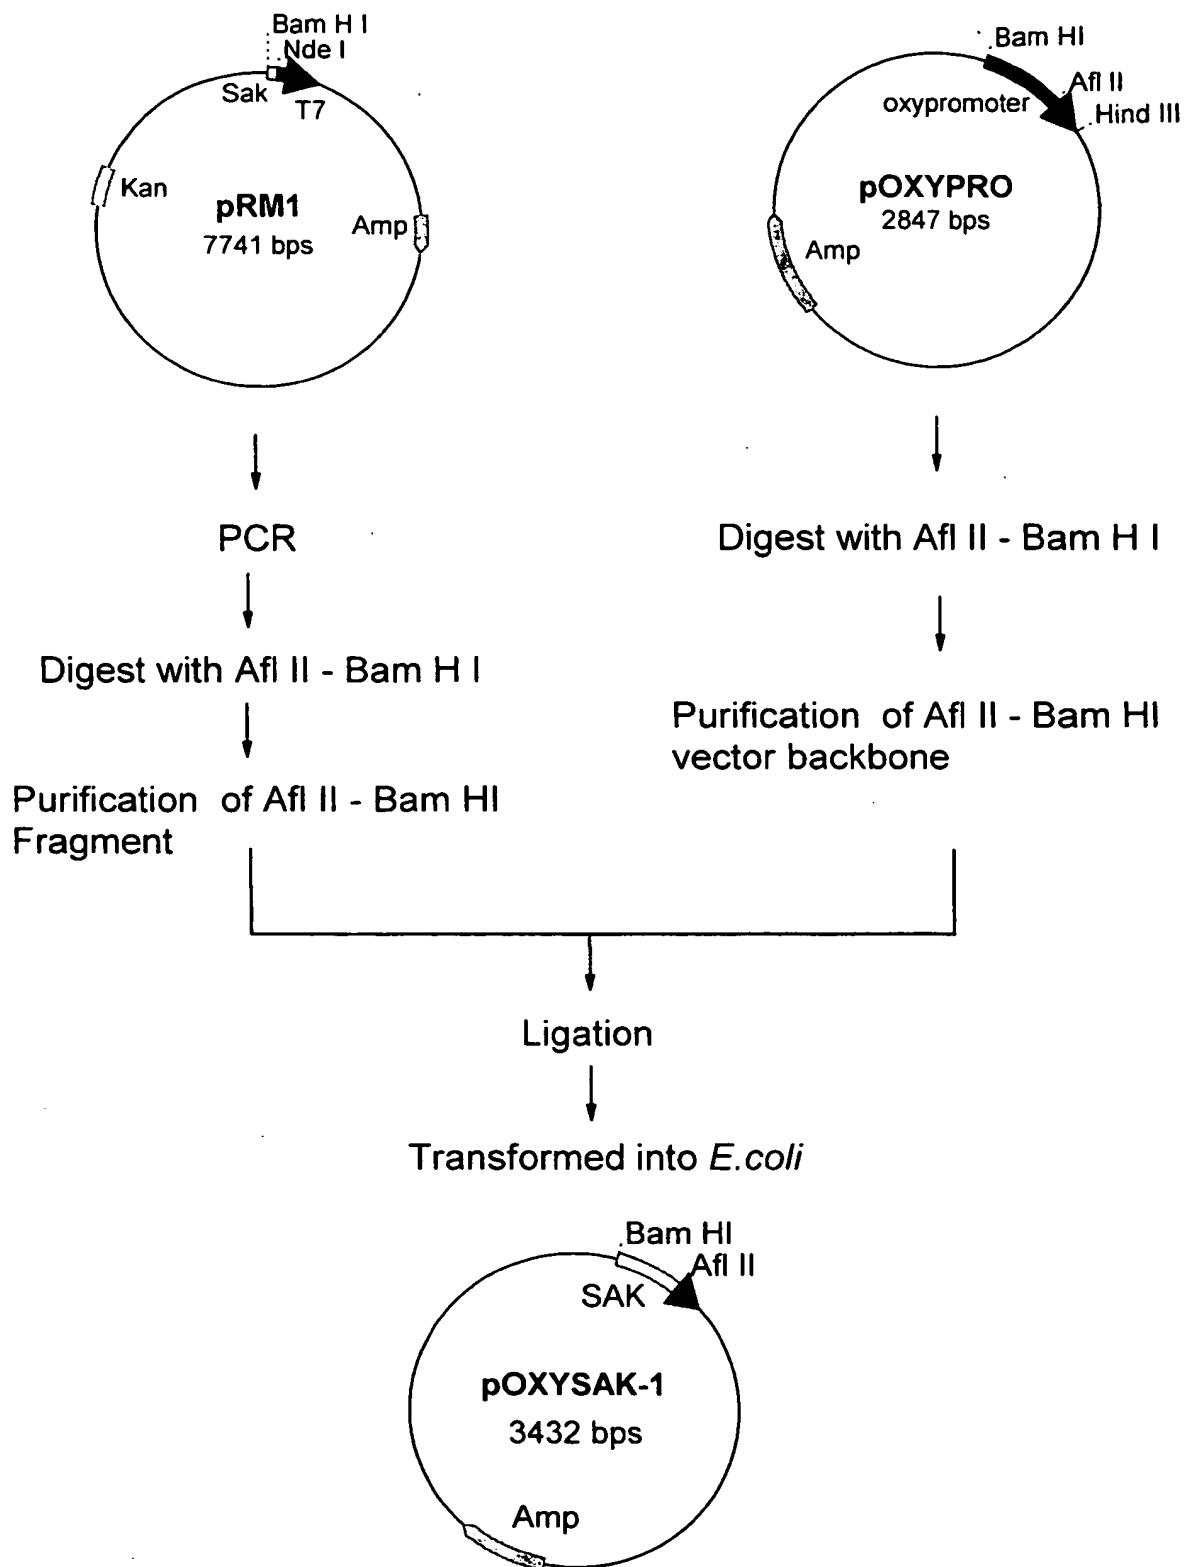 Bam H I
Nde I
Sak
T7
Kan
pRM1
7741 bps
Amp
Bam HI
Afl II
oxypromoter
Hind III
pOXYPRO
2847 bps
Amp
PCR
Digest with Afl II - Bam H I
Purification of Afl II - Bam HI
Fragment
Digest with Afl II - Bam H I
Purification of Afl II - Bam HI
vector backbone
Ligation
Transformed into E.coli
Bam HI
Afl II
SAK
pOXYSAK-1
3432 bps
Amp